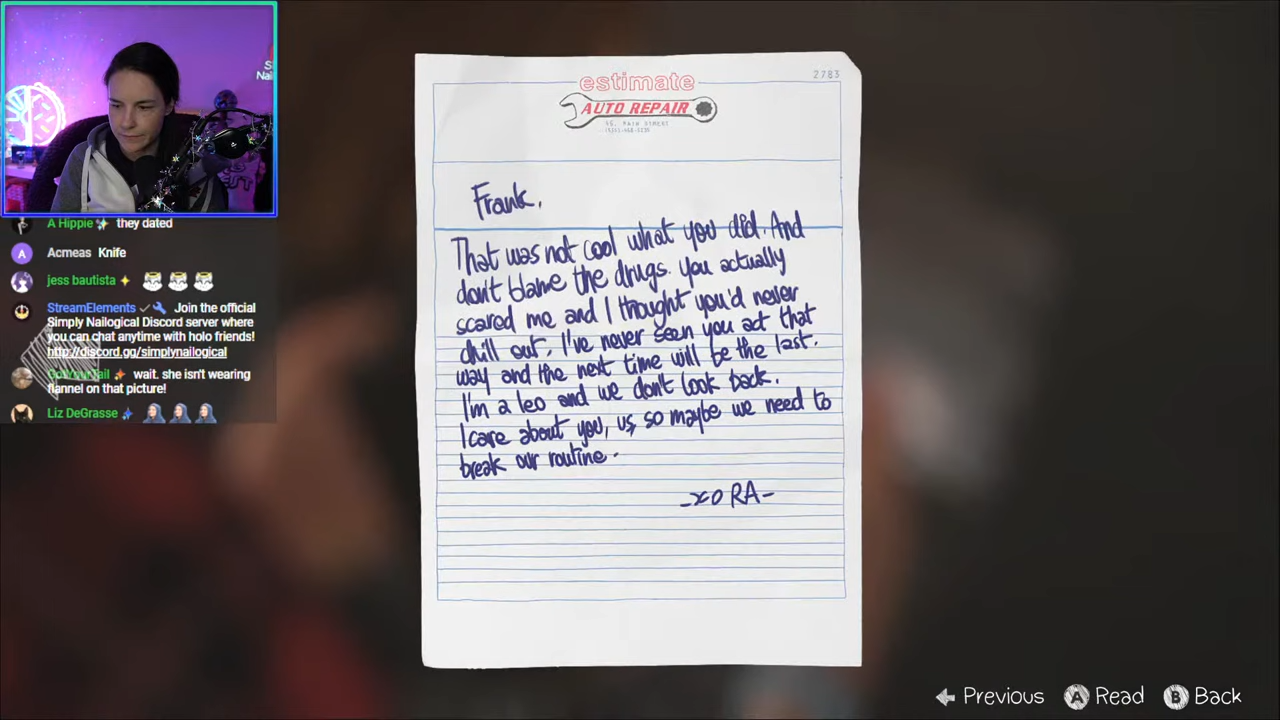 A Hippie they dated
Acmeas Knife
jess bautista
StreamElements Join the official
Simply Nailogical Discord server where
you can chat anytime with holo friends!
http://discord.gg/simplynailogical
wait. she isn't wearing
flannel on that picture!
Liz DeGrasse
2783
estimate
AUTO REPAIR
Frank,
That was not cool what you did. And
don't blame the drugs. You actually
scared me and I thought you'd never
chill out. I've never seen you act that
way and the next time will be the last.
I'm a leo and we don't look back.
I care about you, us, so maybe we need to
break our routine.
-xo RA-
Previous
A Read
B Back